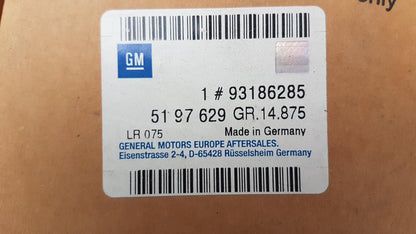 only
GM
1 # 93186285
51 97 629 GR.14.875
LR 075 Made in Germany
GENERAL MOTORS EUROPE AFTERSALES.
Eisenstrasse 2-4, D-65428 Rüsselsheim Germany